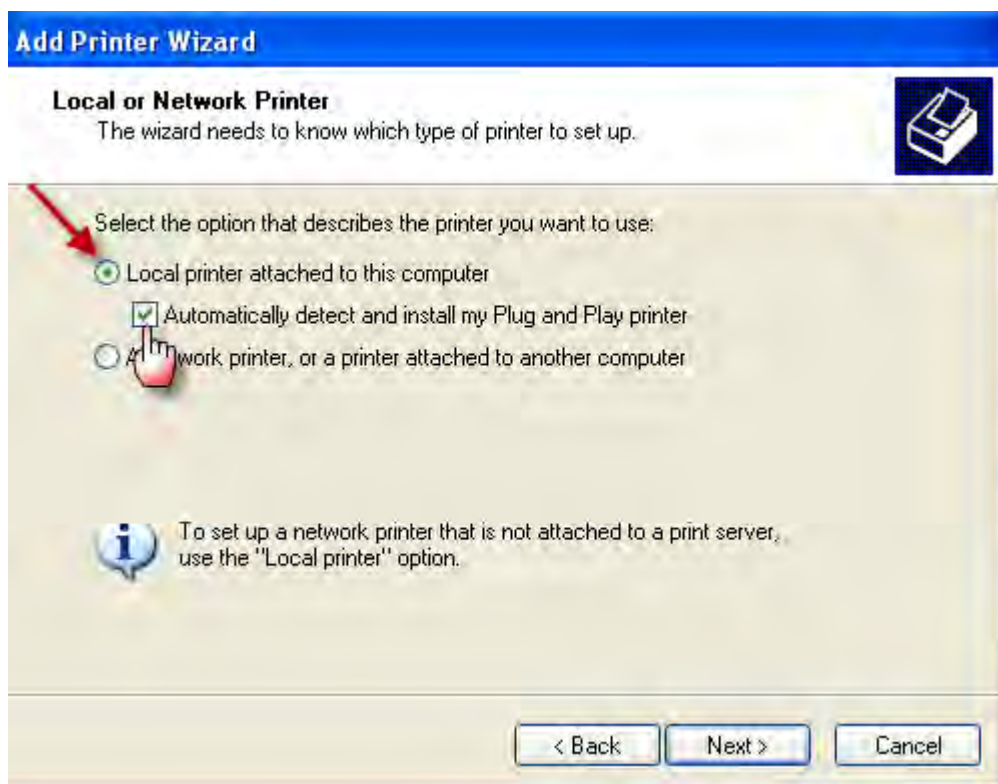 Add Printer Wizard
Local or Network Printer
The wizard needs to know which type of printer to set up.
Select the option that describes the printer you want to use:
Local printer attached to this computer
Automatically detect and install my Plug and Play printer
A work printer, or a printer attached to another computer
To set up a network printer that is not attached to a print server,
use the "Local printer" option.
< Back Next > Cancel